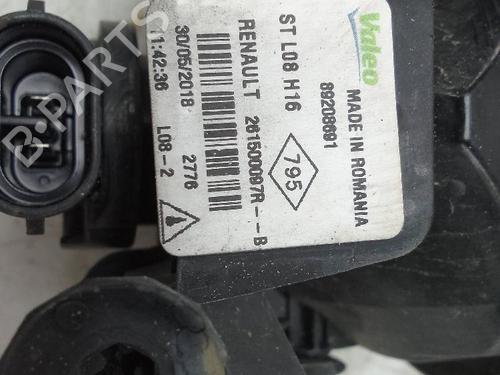 Valeo
MADE IN ROMANIA
89208691
ST L08 H16
795
RENAULT 261500097R--B
30/05/2018 2776
11:42:36 L08-2